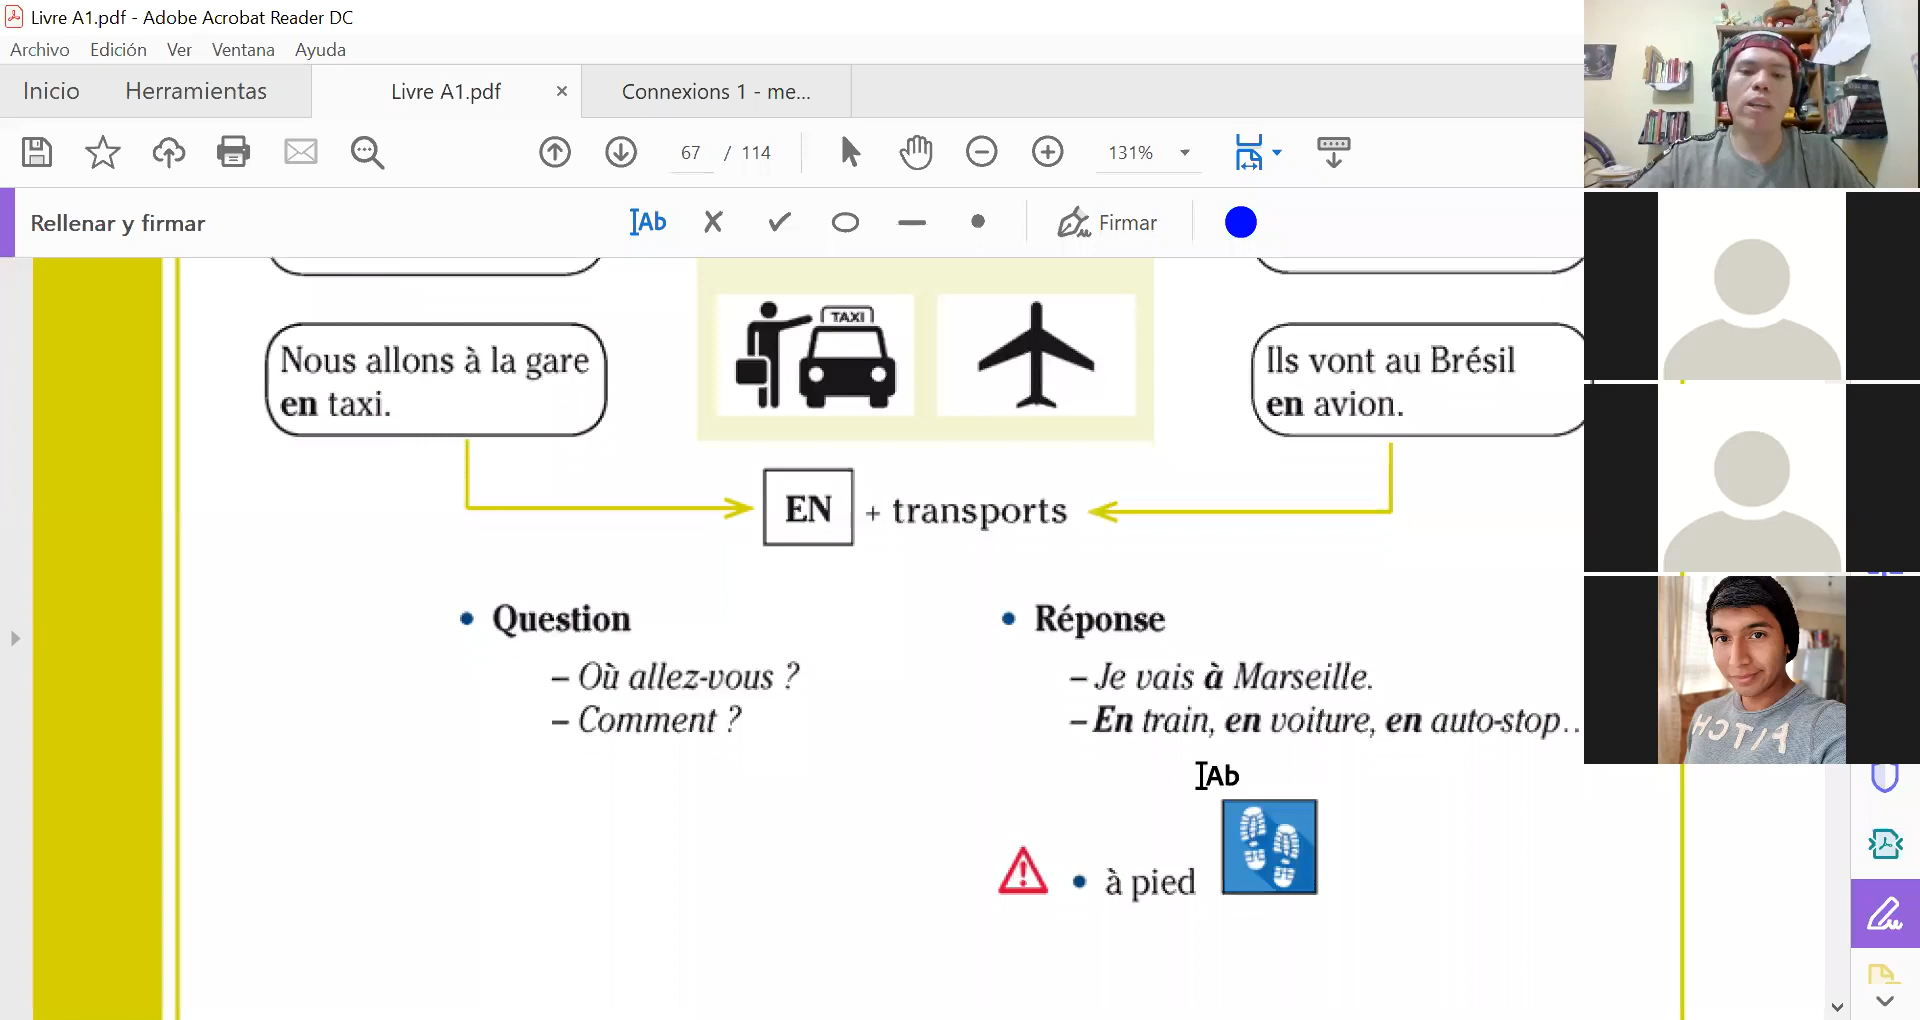 Livre A1.pdf - Adobe Acrobat Reader DC
Archivo Edición Ver Ventana Ayuda
Inicio Herramientas Livre A1.pdf × Connexions 1 - me...
67 / 114 131%
Rellenar y firmar Ab Firmar
TAXI
Nous allons à la gare
en taxi.
Ils vont au Brésil
en avion.
EN + transports
• Question
– Où allez-vous ?
– Comment ?
• Réponse
– Je vais à Marseille.
– En train, en voiture, en auto-stop..
Ab
• à pied
PITCH